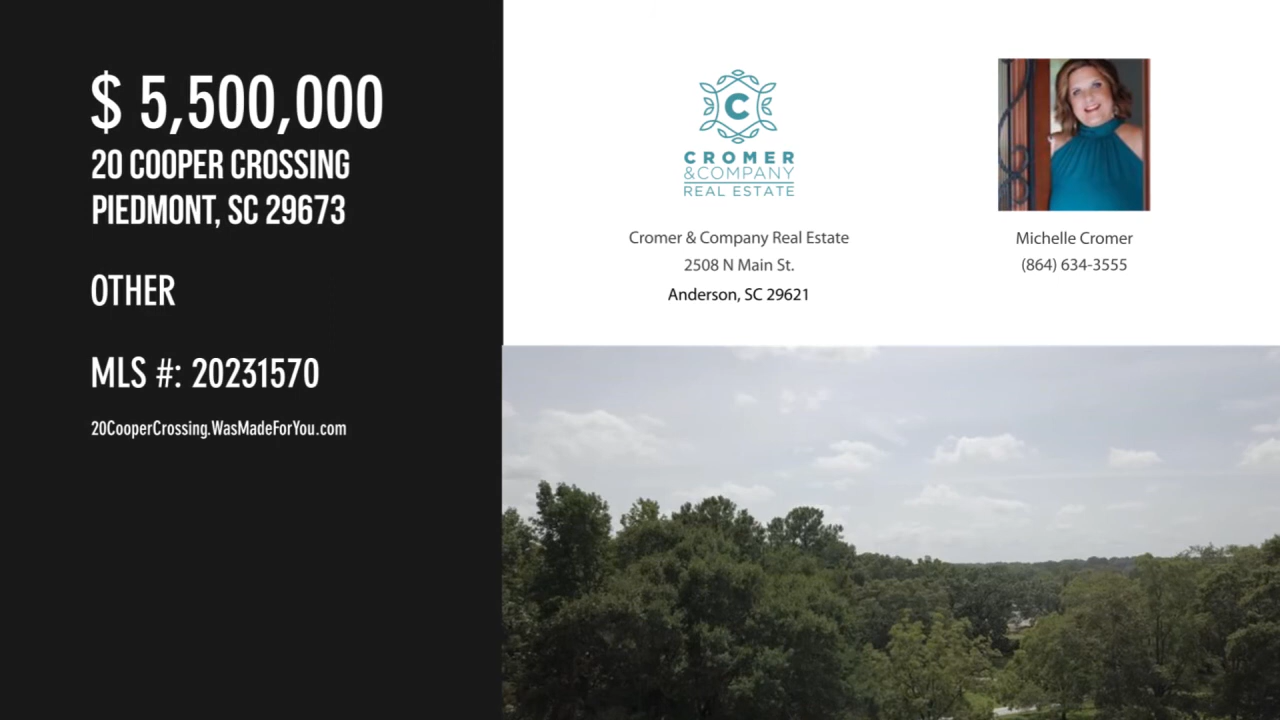 $ 5,500,000
20 COOPER CROSSING
PIEDMONT, SC 29673
OTHER
MLS #: 20231570
20CooperCrossing.WasMadeForYou.com
C
CROMER
&COMPANY
REAL ESTATE
Cromer & Company Real Estate
2508 N Main St.
Anderson, SC 29621
Michelle Cromer
(864) 634-3555